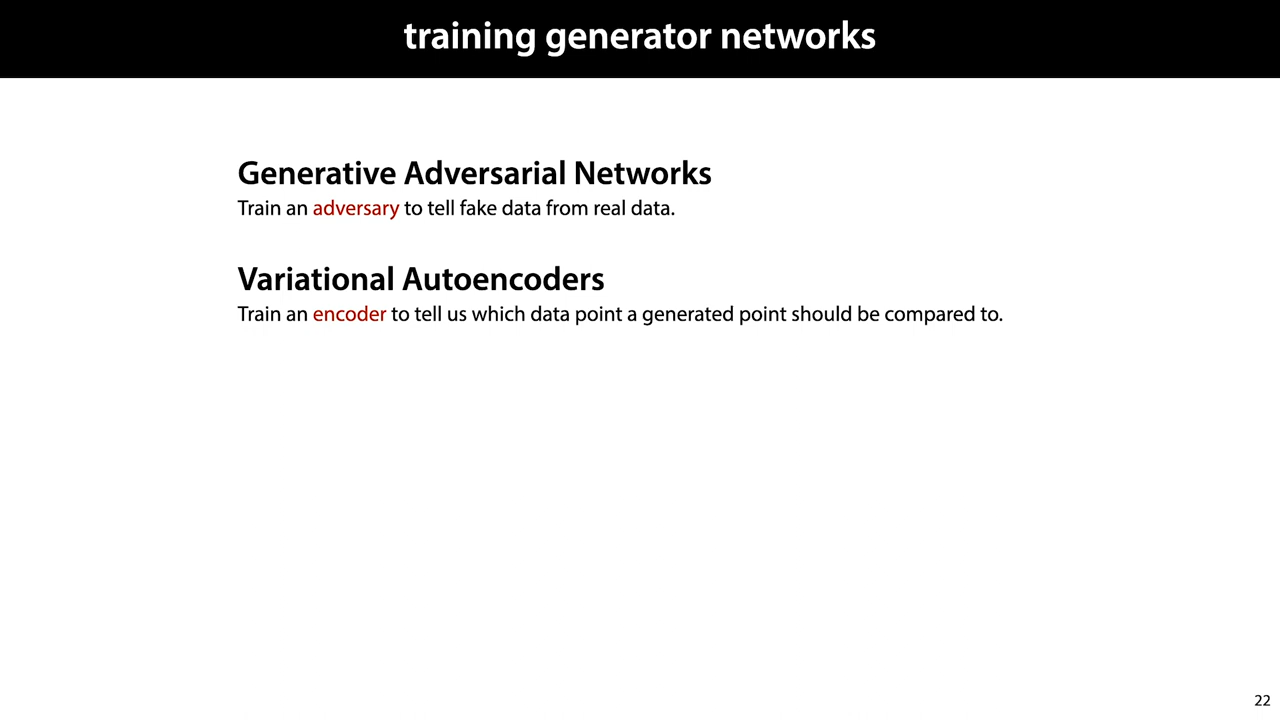 training generator networks
Generative Adversarial Networks
Train an adversary to tell fake data from real data.
Variational Autoencoders
Train an encoder to tell us which data point a generated point should be compared to.
22